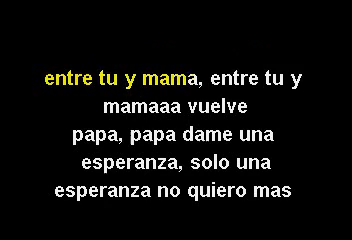 entre tu y mama, entre tu y
mamaaa vuelve
papa, papa dame una
esperanza, solo una
esperanza no quiero mas